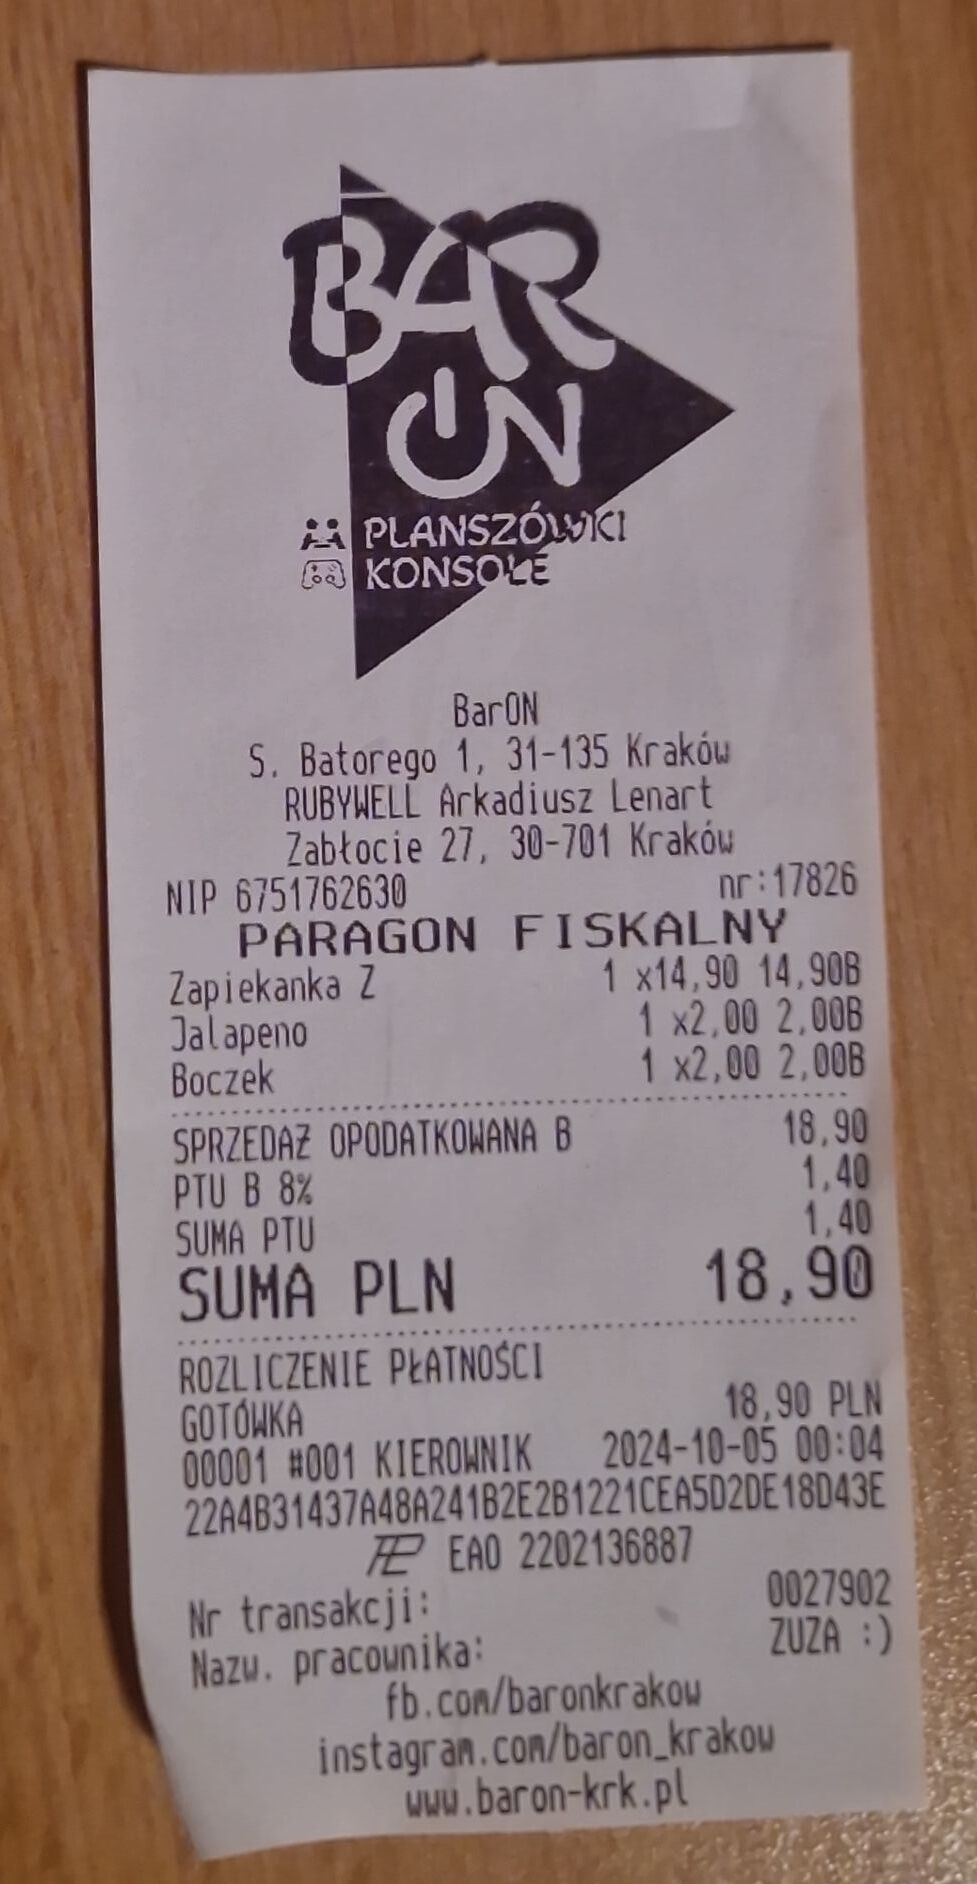 BAR
ON
PLANSZÓWKI
KONSOLE
BarON
S. Batorego 1, 31-135 Kraków
RUBYWELL Arkadiusz Lenart
Zabłocie 27, 30-701 Kraków
NIP 6751762630 nr:17826
PARAGON FISKALNY
Zapiekanka Z 1 x14,90 14,90B
Jalapeno 1 x2,00 2,00B
Boczek 1 x2,00 2,00B
SPRZEDAŻ OPODATKOWANA B 18,90
PTU B 8% 1,40
SUMA PTU 1,40
SUMA PLN 18,90
ROZLICZENIE PŁATNOŚCI
GOTÓWKA 18,90 PLN
00001 #001 KIEROWNIK 2024-10-05 00:04
22A4B31437A48A241B2E2B1221CEA5D2DE18D43E
PL EAO 2202136887
Nr transakcji: 0027902
Nazw. pracownika: ZUZA :)
fb.com/baronkrakow
instagram.com/baron_krakow
www.baron-krk.pl